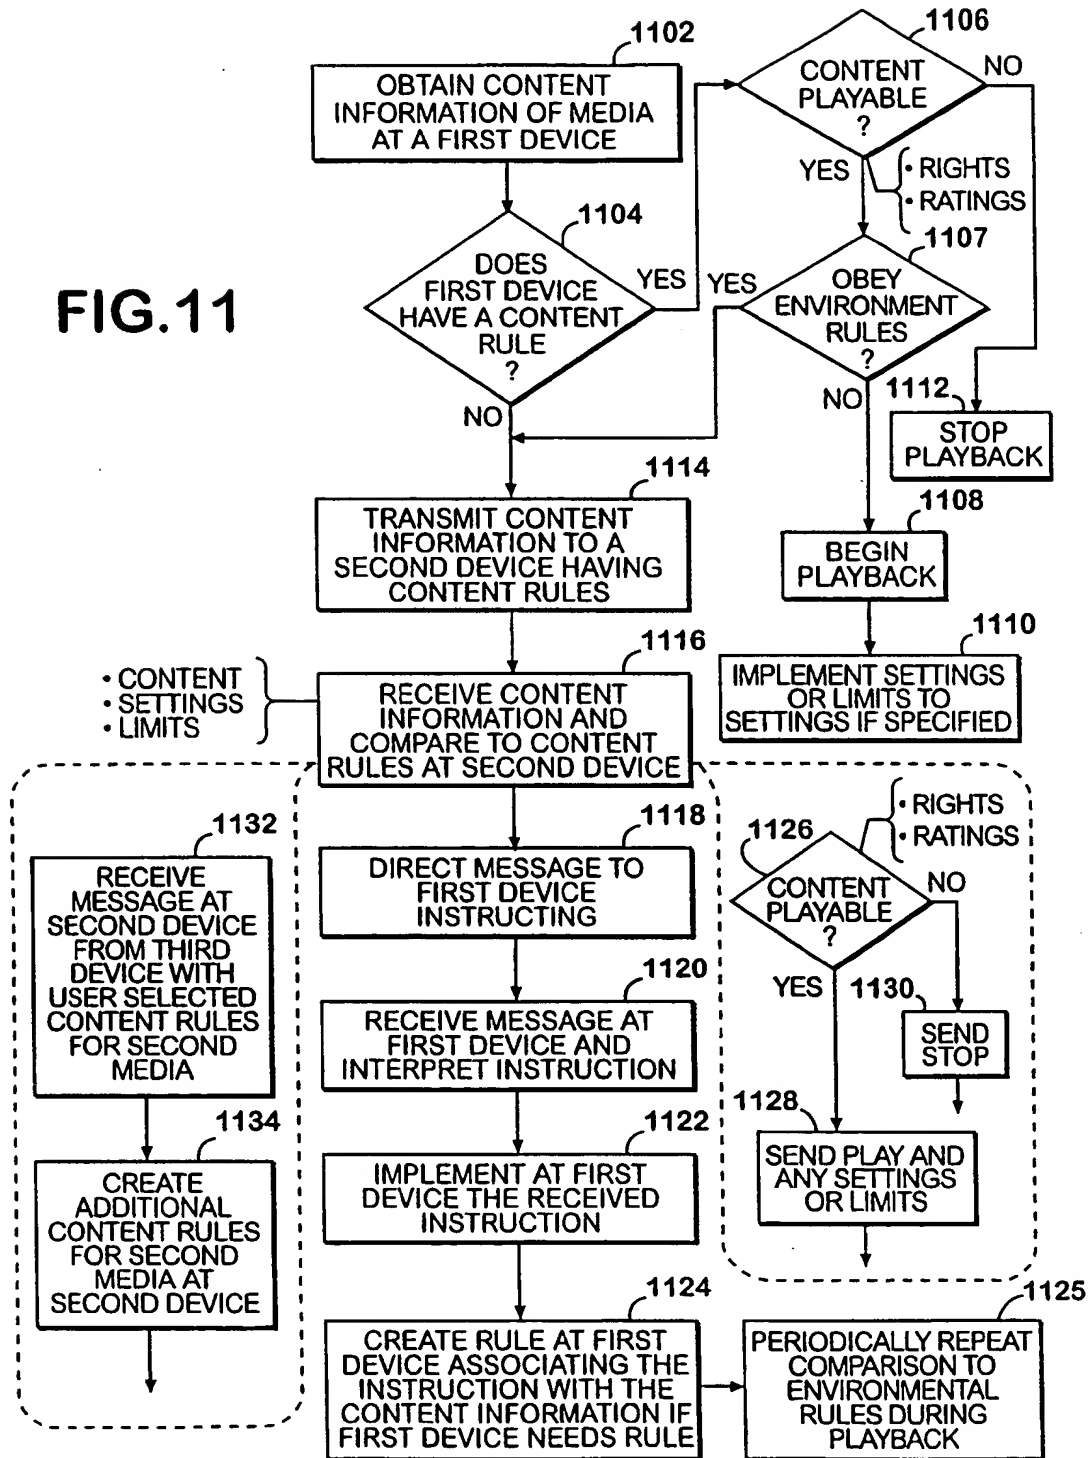 1102
OBTAIN CONTENT
INFORMATION OF MEDIA
AT A FIRST DEVICE
1104
DOES
FIRST DEVICE
HAVE A CONTENT
RULE
?
YES
NO
1106
CONTENT
PLAYABLE
?
NO
YES
• RIGHTS
• RATINGS
1107
OBEY
ENVIRONMENT
RULES
?
YES
NO
1112
STOP
PLAYBACK
1108
BEGIN
PLAYBACK
1110
IMPLEMENT SETTINGS
OR LIMITS TO
SETTINGS IF SPECIFIED
FIG.11
1114
TRANSMIT CONTENT
INFORMATION TO A
SECOND DEVICE HAVING
CONTENT RULES
1116
• CONTENT
• SETTINGS
• LIMITS
RECEIVE CONTENT
INFORMATION AND
COMPARE TO CONTENT
RULES AT SECOND DEVICE
1132
RECEIVE
MESSAGE AT
SECOND DEVICE
FROM THIRD
DEVICE WITH
USER SELECTED
CONTENT RULES
FOR SECOND
MEDIA
1134
CREATE
ADDITIONAL
CONTENT RULES
FOR SECOND
MEDIA AT
SECOND DEVICE
1118
DIRECT MESSAGE TO
FIRST DEVICE
INSTRUCTING
1120
RECEIVE MESSAGE AT
FIRST DEVICE AND
INTERPRET INSTRUCTION
1122
IMPLEMENT AT FIRST
DEVICE THE RECEIVED
INSTRUCTION
1124
CREATE RULE AT FIRST
DEVICE ASSOCIATING THE
INSTRUCTION WITH THE
CONTENT INFORMATION IF
FIRST DEVICE NEEDS RULE
1126
CONTENT
PLAYABLE
?
• RIGHTS
• RATINGS
NO
YES
1130
SEND
STOP
1128
SEND PLAY AND
ANY SETTINGS
OR LIMITS
1125
PERIODICALLY REPEAT
COMPARISON TO
ENVIRONMENTAL
RULES DURING
PLAYBACK